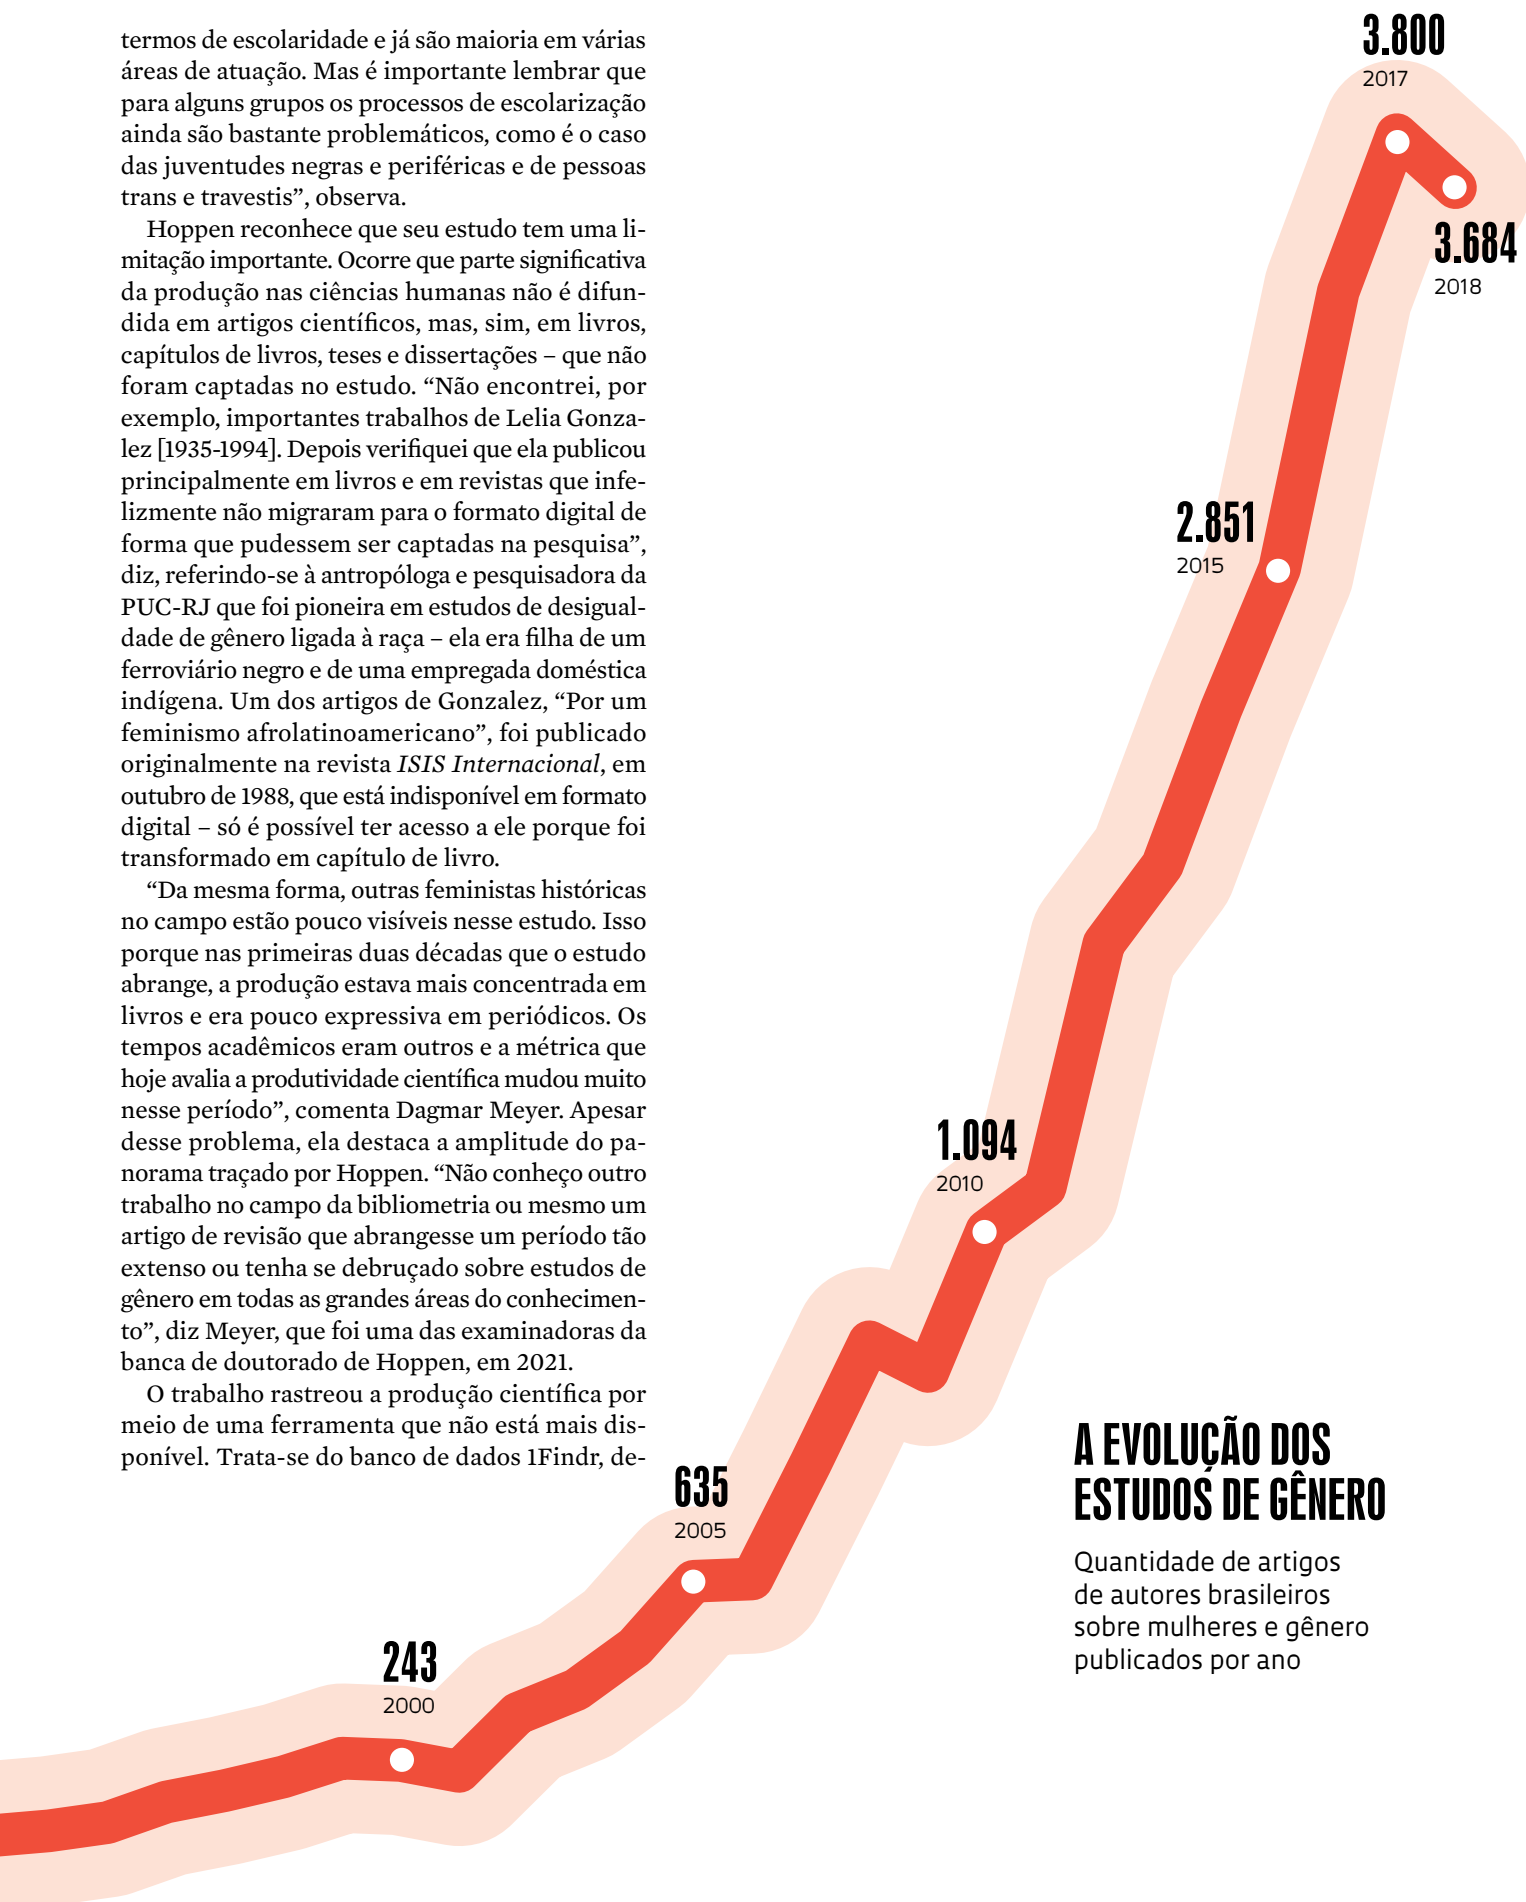 termos de escolaridade e já são maioria em várias
áreas de atuação. Mas é importante lembrar que
para alguns grupos os processos de escolarização
ainda são bastante problemáticos, como é o caso
das juventudes negras e periféricas e de pessoas
trans e travestis”, observa.
Hoppen reconhece que seu estudo tem uma li-
mitação importante. Ocorre que parte significativa
da produção nas ciências humanas não é difun-
dida em artigos científicos, mas, sim, em livros,
capítulos de livros, teses e dissertações – que não
foram captadas no estudo. “Não encontrei, por
exemplo, importantes trabalhos de Lelia Gonza-
lez [1935-1994]. Depois verifiquei que ela publicou
principalmente em livros e em revistas que infe-
lizmente não migraram para o formato digital de
forma que pudessem ser captadas na pesquisa”,
diz, referindo-se à antropóloga e pesquisadora da
PUC-RJ que foi pioneira em estudos de desigual-
dade de gênero ligada à raça – ela era filha de um
ferroviário negro e de uma empregada doméstica
indígena. Um dos artigos de Gonzalez, “Por um
feminismo afrolatinoamericano”, foi publicado
originalmente na revista ISIS Internacional, em
outubro de 1988, que está indisponível em formato
digital – só é possível ter acesso a ele porque foi
transformado em capítulo de livro.
“Da mesma forma, outras feministas históricas
no campo estão pouco visíveis nesse estudo. Isso
porque nas primeiras duas décadas que o estudo
abrange, a produção estava mais concentrada em
livros e era pouco expressiva em periódicos. Os
tempos acadêmicos eram outros e a métrica que
hoje avalia a produtividade científica mudou muito
nesse período”, comenta Dagmar Meyer. Apesar
desse problema, ela destaca a amplitude do pa-
norama traçado por Hoppen. “Não conheço outro
trabalho no campo da bibliometria ou mesmo um
artigo de revisão que abrangesse um período tão
extenso ou tenha se debruçado sobre estudos de
gênero em todas as grandes áreas do conhecimen-
to”, diz Meyer, que foi uma das examinadoras da
banca de doutorado de Hoppen, em 2021.
O trabalho rastreou a produção científica por
meio de uma ferramenta que não está mais dis-
ponível. Trata-se do banco de dados 1Findr, de-
243
2000
635
2005
1.094
2010
2.851
2015
3.800
2017
3.684
2018
A EVOLUÇÃO DOS
ESTUDOS DE GÊNERO
Quantidade de artigos
de autores brasileiros
sobre mulheres e gênero
publicados por ano